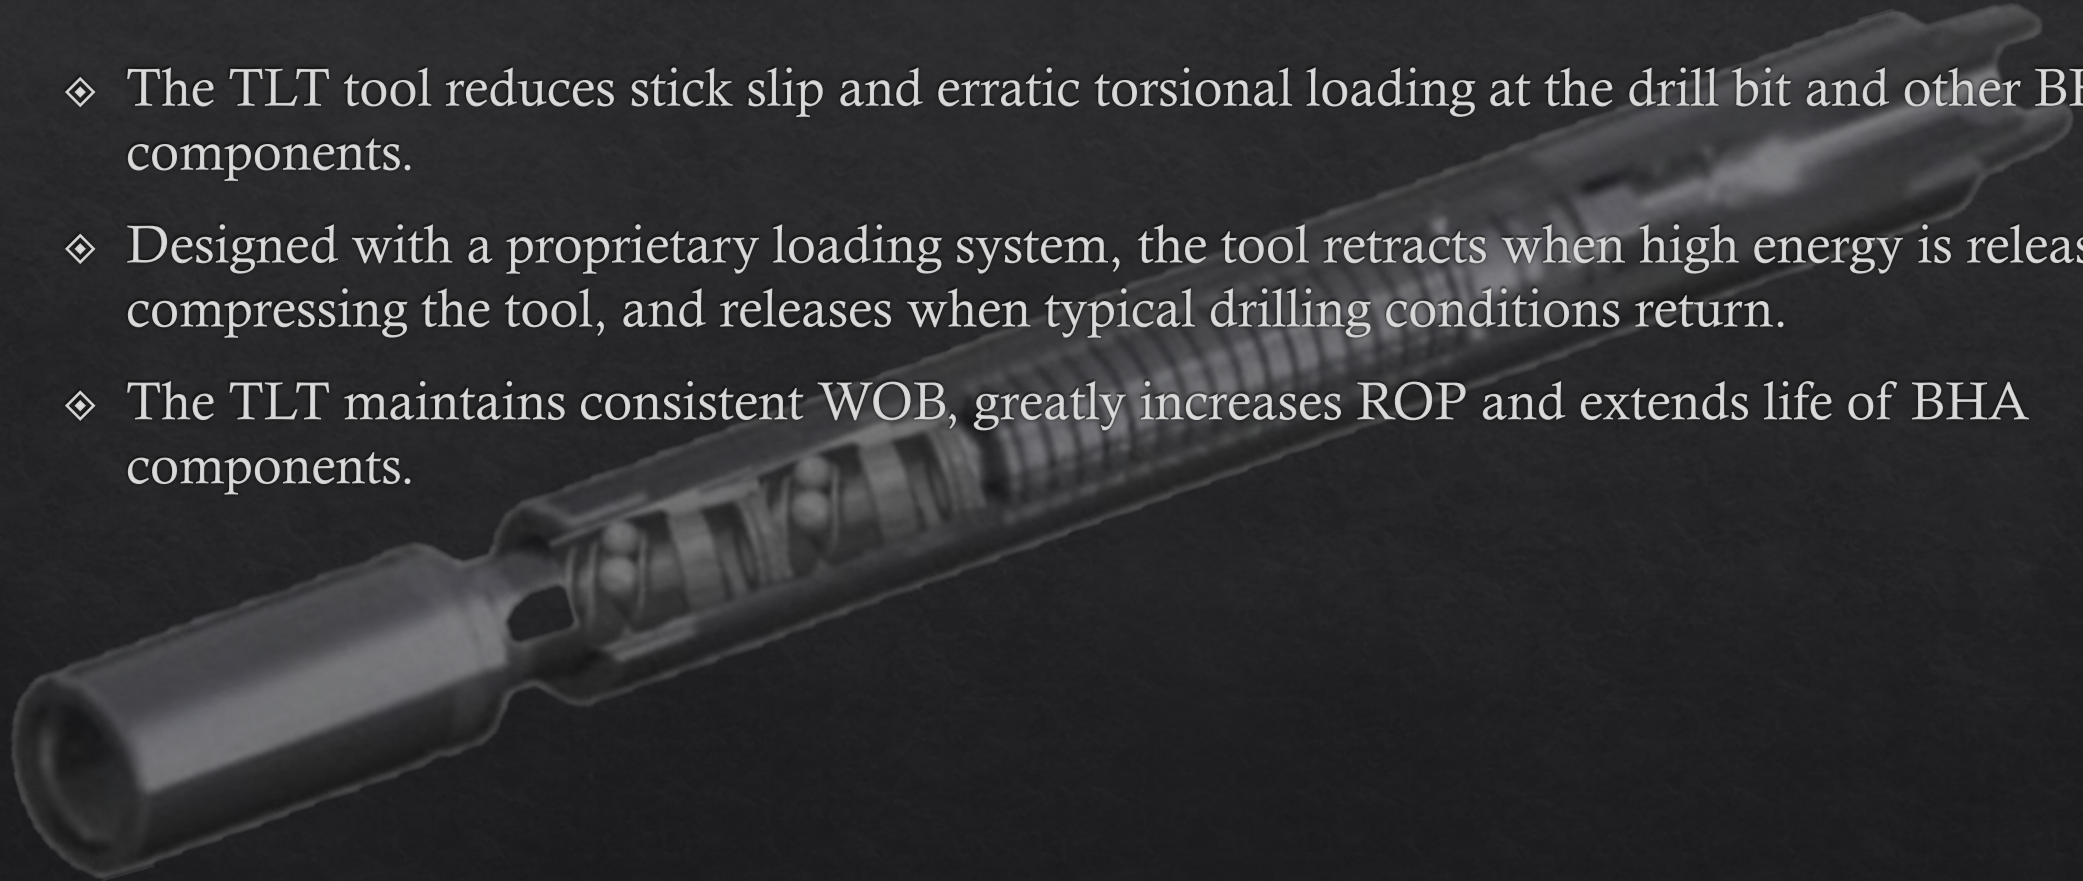 The TLT tool reduces stick slip and erratic torsional loading at the drill bit and other
components.
Designed with a proprietary loading system, the tool retracts when high energy is
compressing the tool, and releases when typical drilling conditions return.
The TLT maintains consistent WOB, greatly increases ROP and extends life of BHA
components.